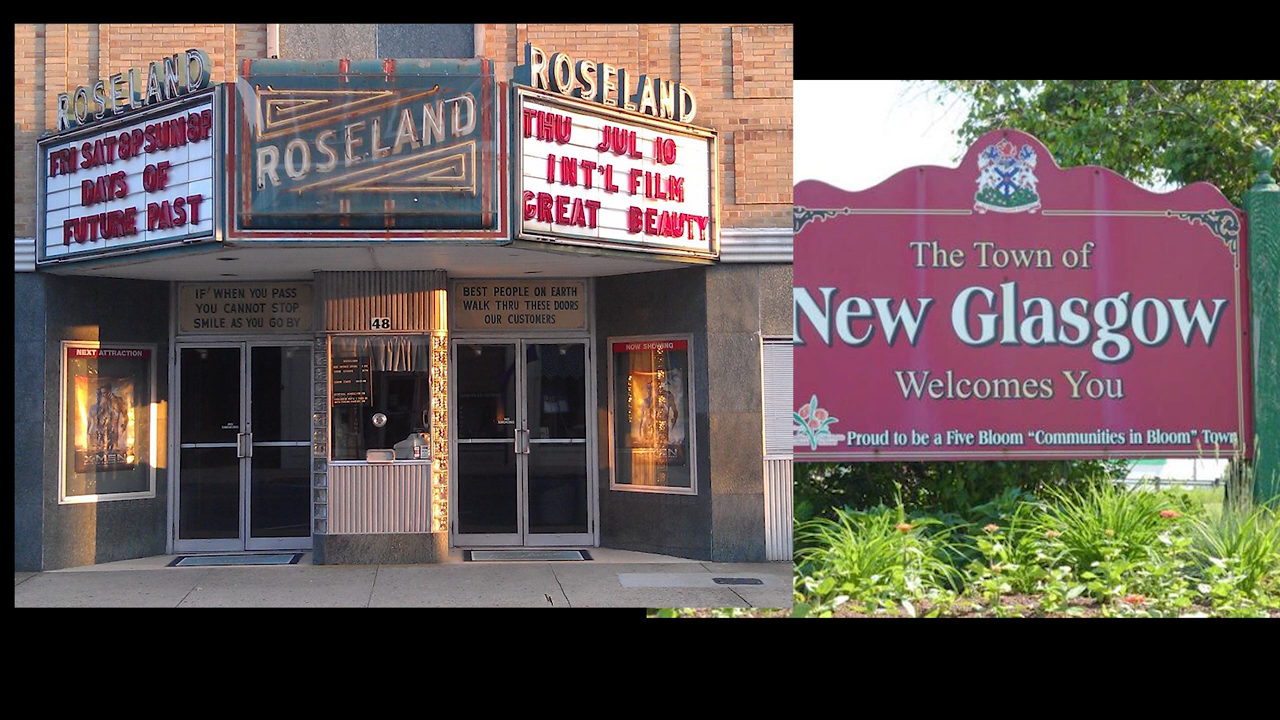 ROSELAND
FRI SAT 8P SUN 8P
DAYS OF
FUTURE PAST
ROSELAND
ROSELAND
THU JUL 10
INT'L FILM
GREAT BEAUTY
IF WHEN YOU PASS
YOU CANNOT STOP
SMILE AS YOU GO BY
48
BEST PEOPLE ON EARTH
WALK THRU THESE DOORS
OUR CUSTOMERS
NEXT ATTRACTION
X-MEN
NOW SHOWING
The Town of
New Glasgow
Welcomes You
Proud to be a Five Bloom "Communities in Bloom" Town